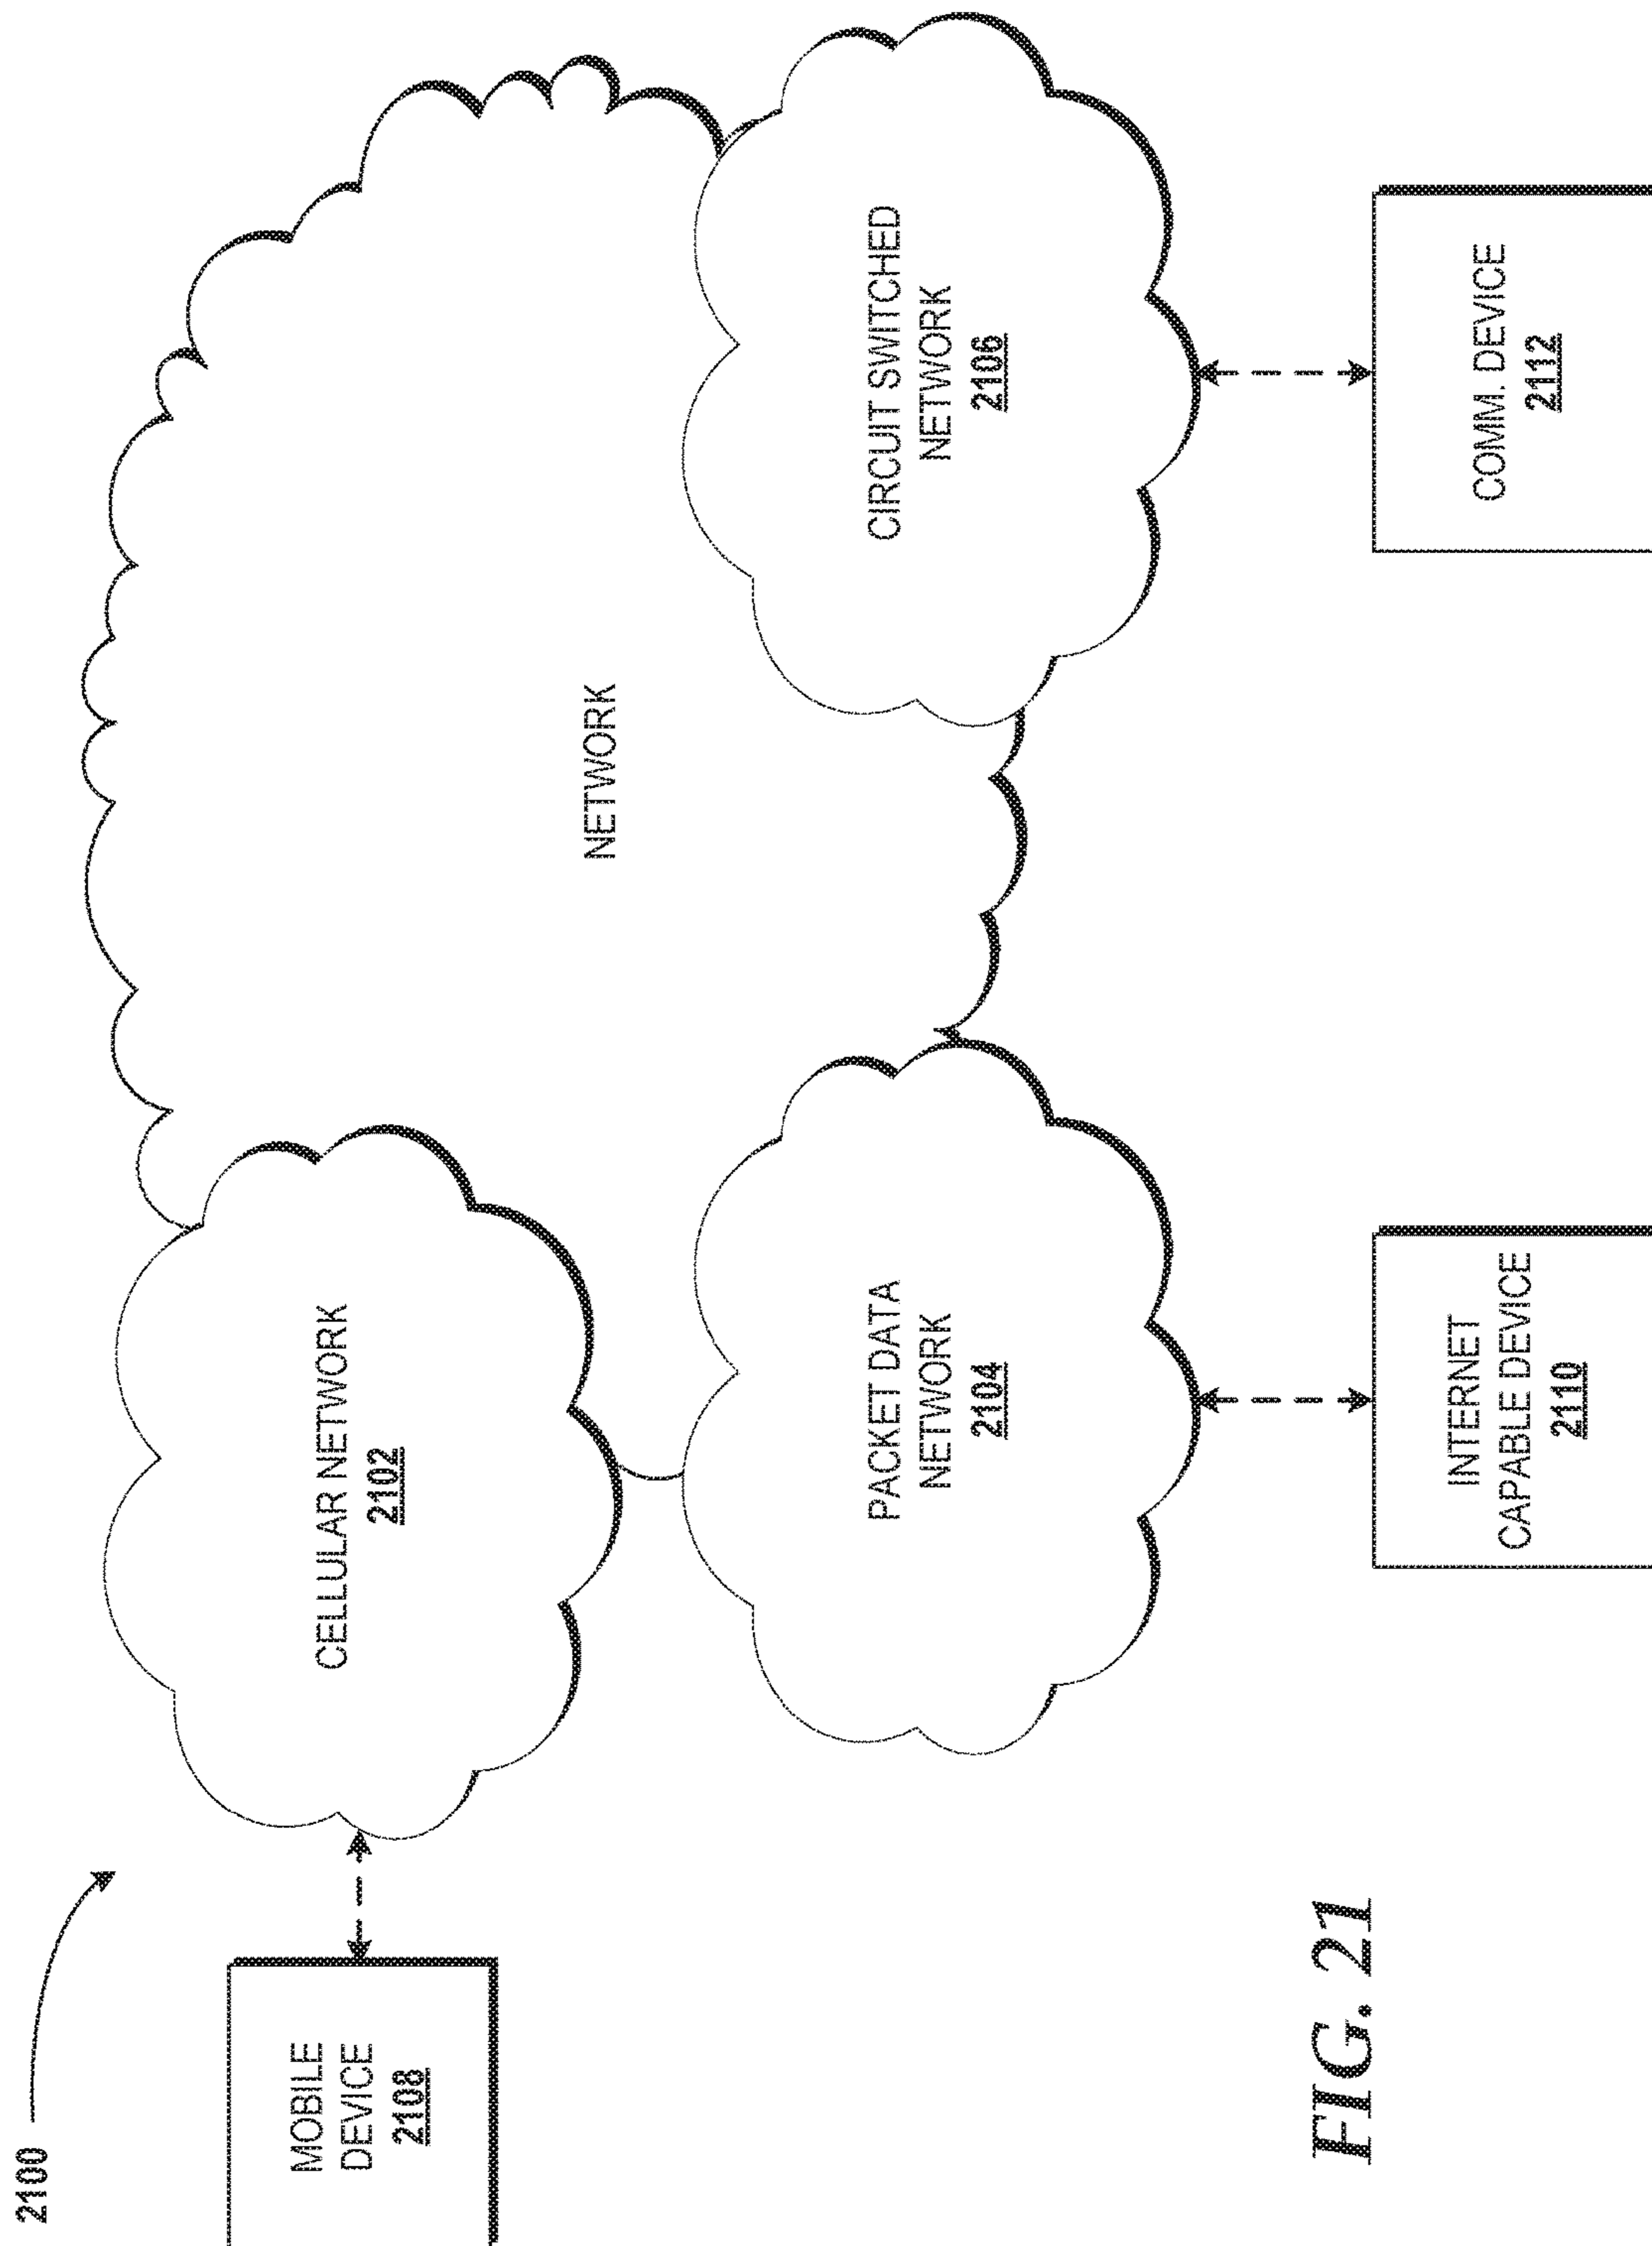 2100
MOBILE
DEVICE
2108
CELLULAR NETWORK
2102
NETWORK
PACKET DATA
NETWORK
2104
CIRCUIT SWITCHED
NETWORK
2106
INTERNET
CAPABLE DEVICE
2110
COMM. DEVICE
2112
FIG. 21